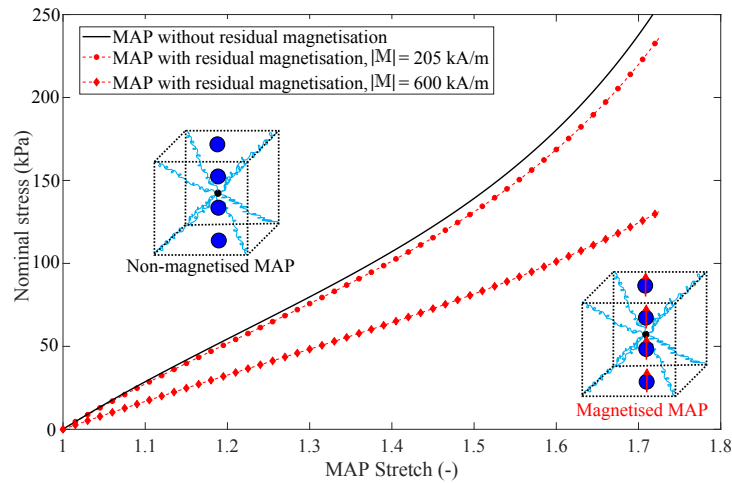 250
200
150
100
50
0
Nominal stress (kPa)
MAP without residual magnetisation
MAP with residual magnetisation, |M| = 205 kA/m
MAP with residual magnetisation, |M| = 600 kA/m
Non-magnetised MAP
Magnetised MAP
1 1.1 1.2 1.3 1.4 1.5 1.6 1.7 1.8
MAP Stretch (-)